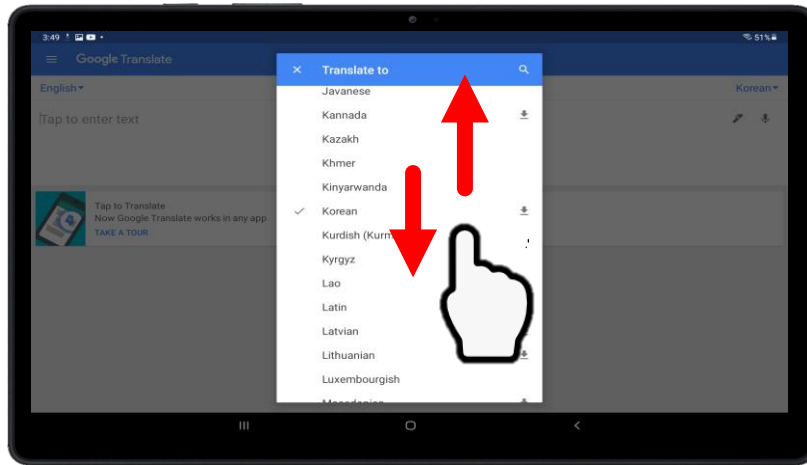 3:49
51%
Google Translate
Translate to
English
Korean
Javanese
Tap to enter text
Kannada
Kazakh
Khmer
Kinyarwanda
Tap to Translate
Now Google Translate works in any app
TAKE A TOUR
Korean
Kurdish (Kurm
Kyrgyz
Lao
Latin
Latvian
Lithuanian
Luxembourgish
Macedonian